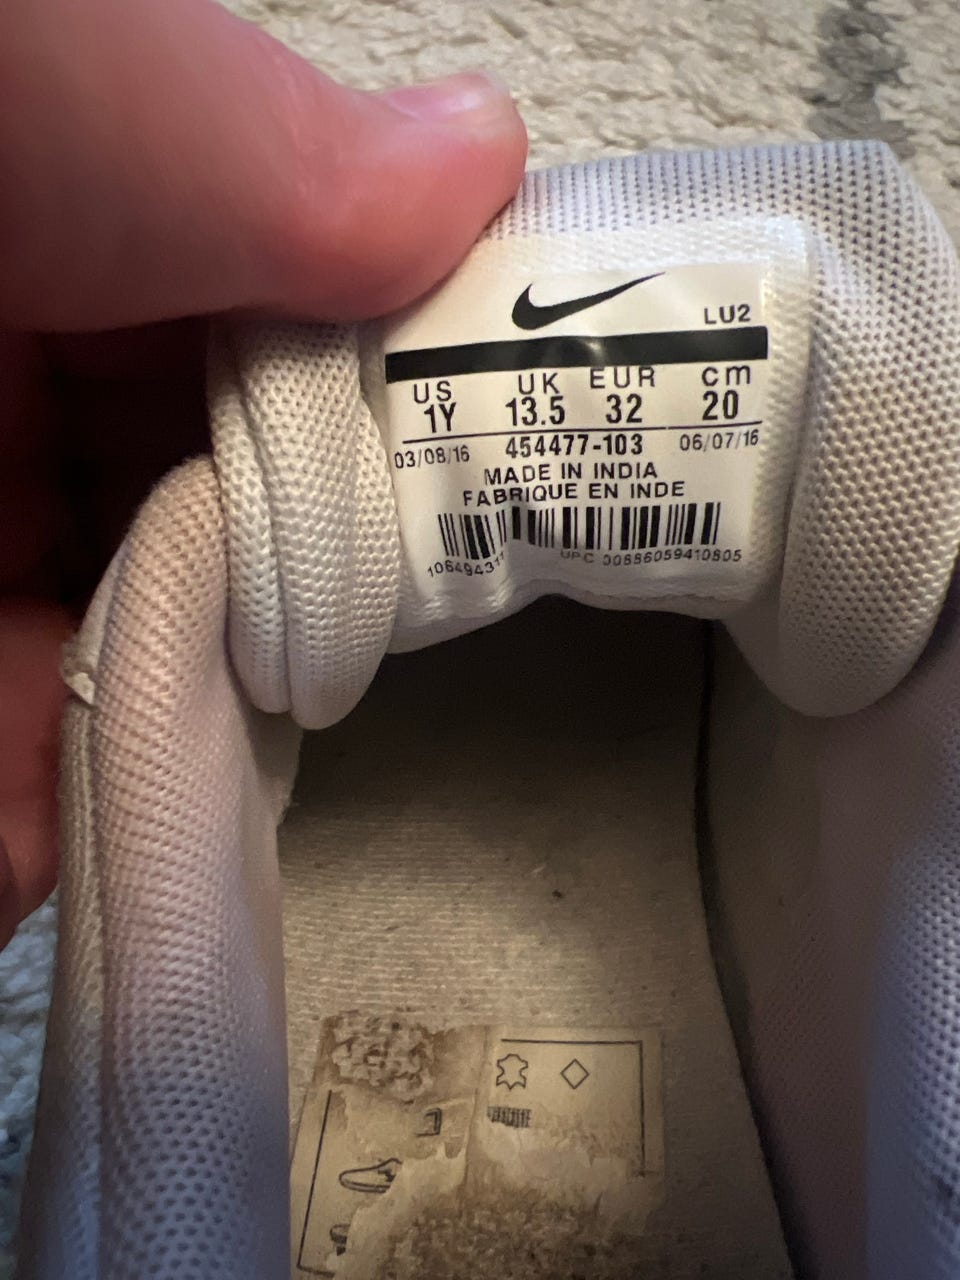 LU2
US UK EUR cm
1Y 13.5 32 20
03/08/16 454477-103 06/07/16
MADE IN INDIA
FABRIQUE EN INDE
UPC 00886059410805